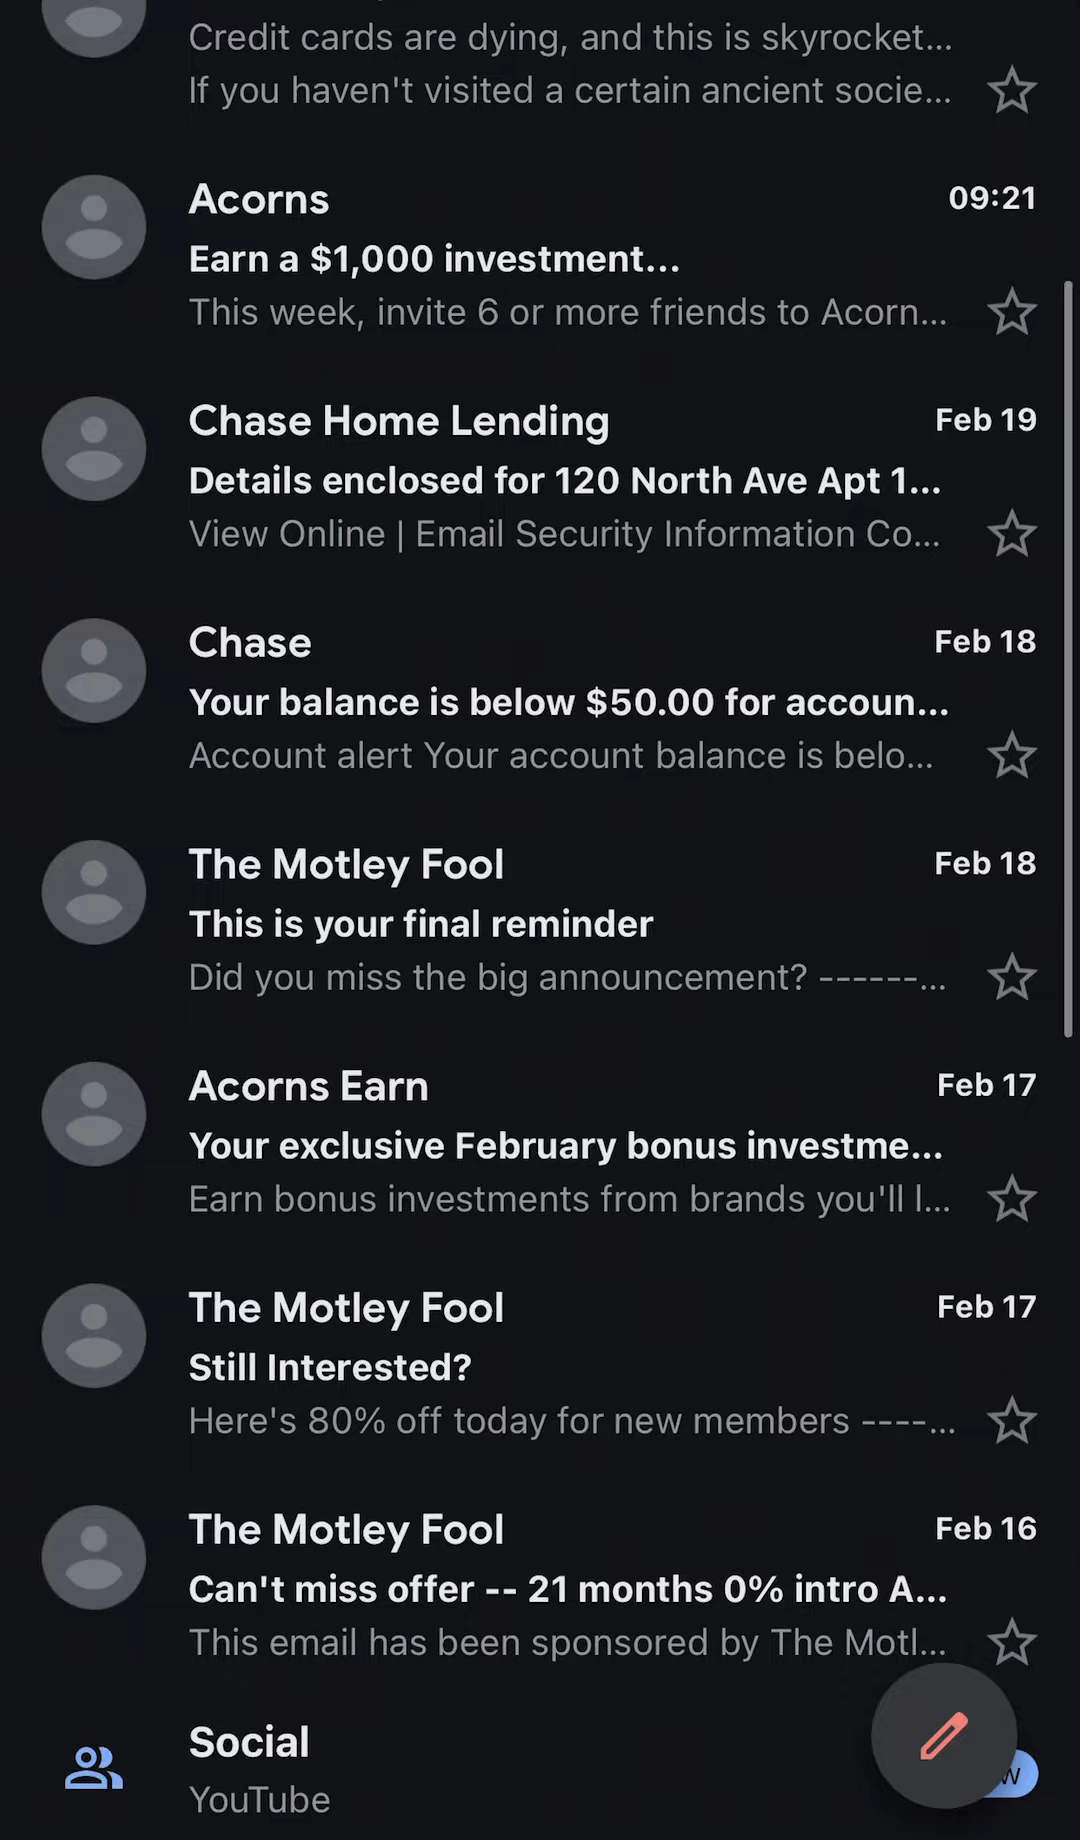 Credit cards are dying, and this is skyrocket...
If you haven't visited a certain ancient socie...
Acorns 09:21
Earn a $1,000 investment...
This week, invite 6 or more friends to Acorn...
Chase Home Lending Feb 19
Details enclosed for 120 North Ave Apt 1...
View Online | Email Security Information Co...
Chase Feb 18
Your balance is below $50.00 for accoun...
Account alert Your account balance is belo...
The Motley Fool Feb 18
This is your final reminder
Did you miss the big announcement? ------...
Acorns Earn Feb 17
Your exclusive February bonus investme...
Earn bonus investments from brands you'll l...
The Motley Fool Feb 17
Still Interested?
Here's 80% off today for new members ----...
The Motley Fool Feb 16
Can't miss offer -- 21 months 0% intro A...
This email has been sponsored by The Motl...
Social
YouTube